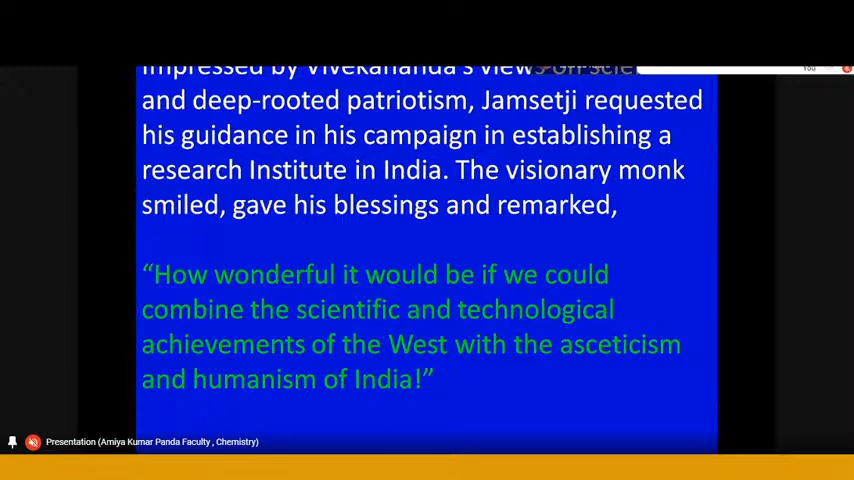 impressed by Vivekananda's views on scie
You
and deep-rooted patriotism, Jamsetji requested
his guidance in his campaign in establishing a
research Institute in India. The visionary monk
smiled, gave his blessings and remarked,
“How wonderful it would be if we could
combine the scientific and technological
achievements of the West with the asceticism
and humanism of India!”
Presentation (Amiya Kumar Panda Faculty , Chemistry)